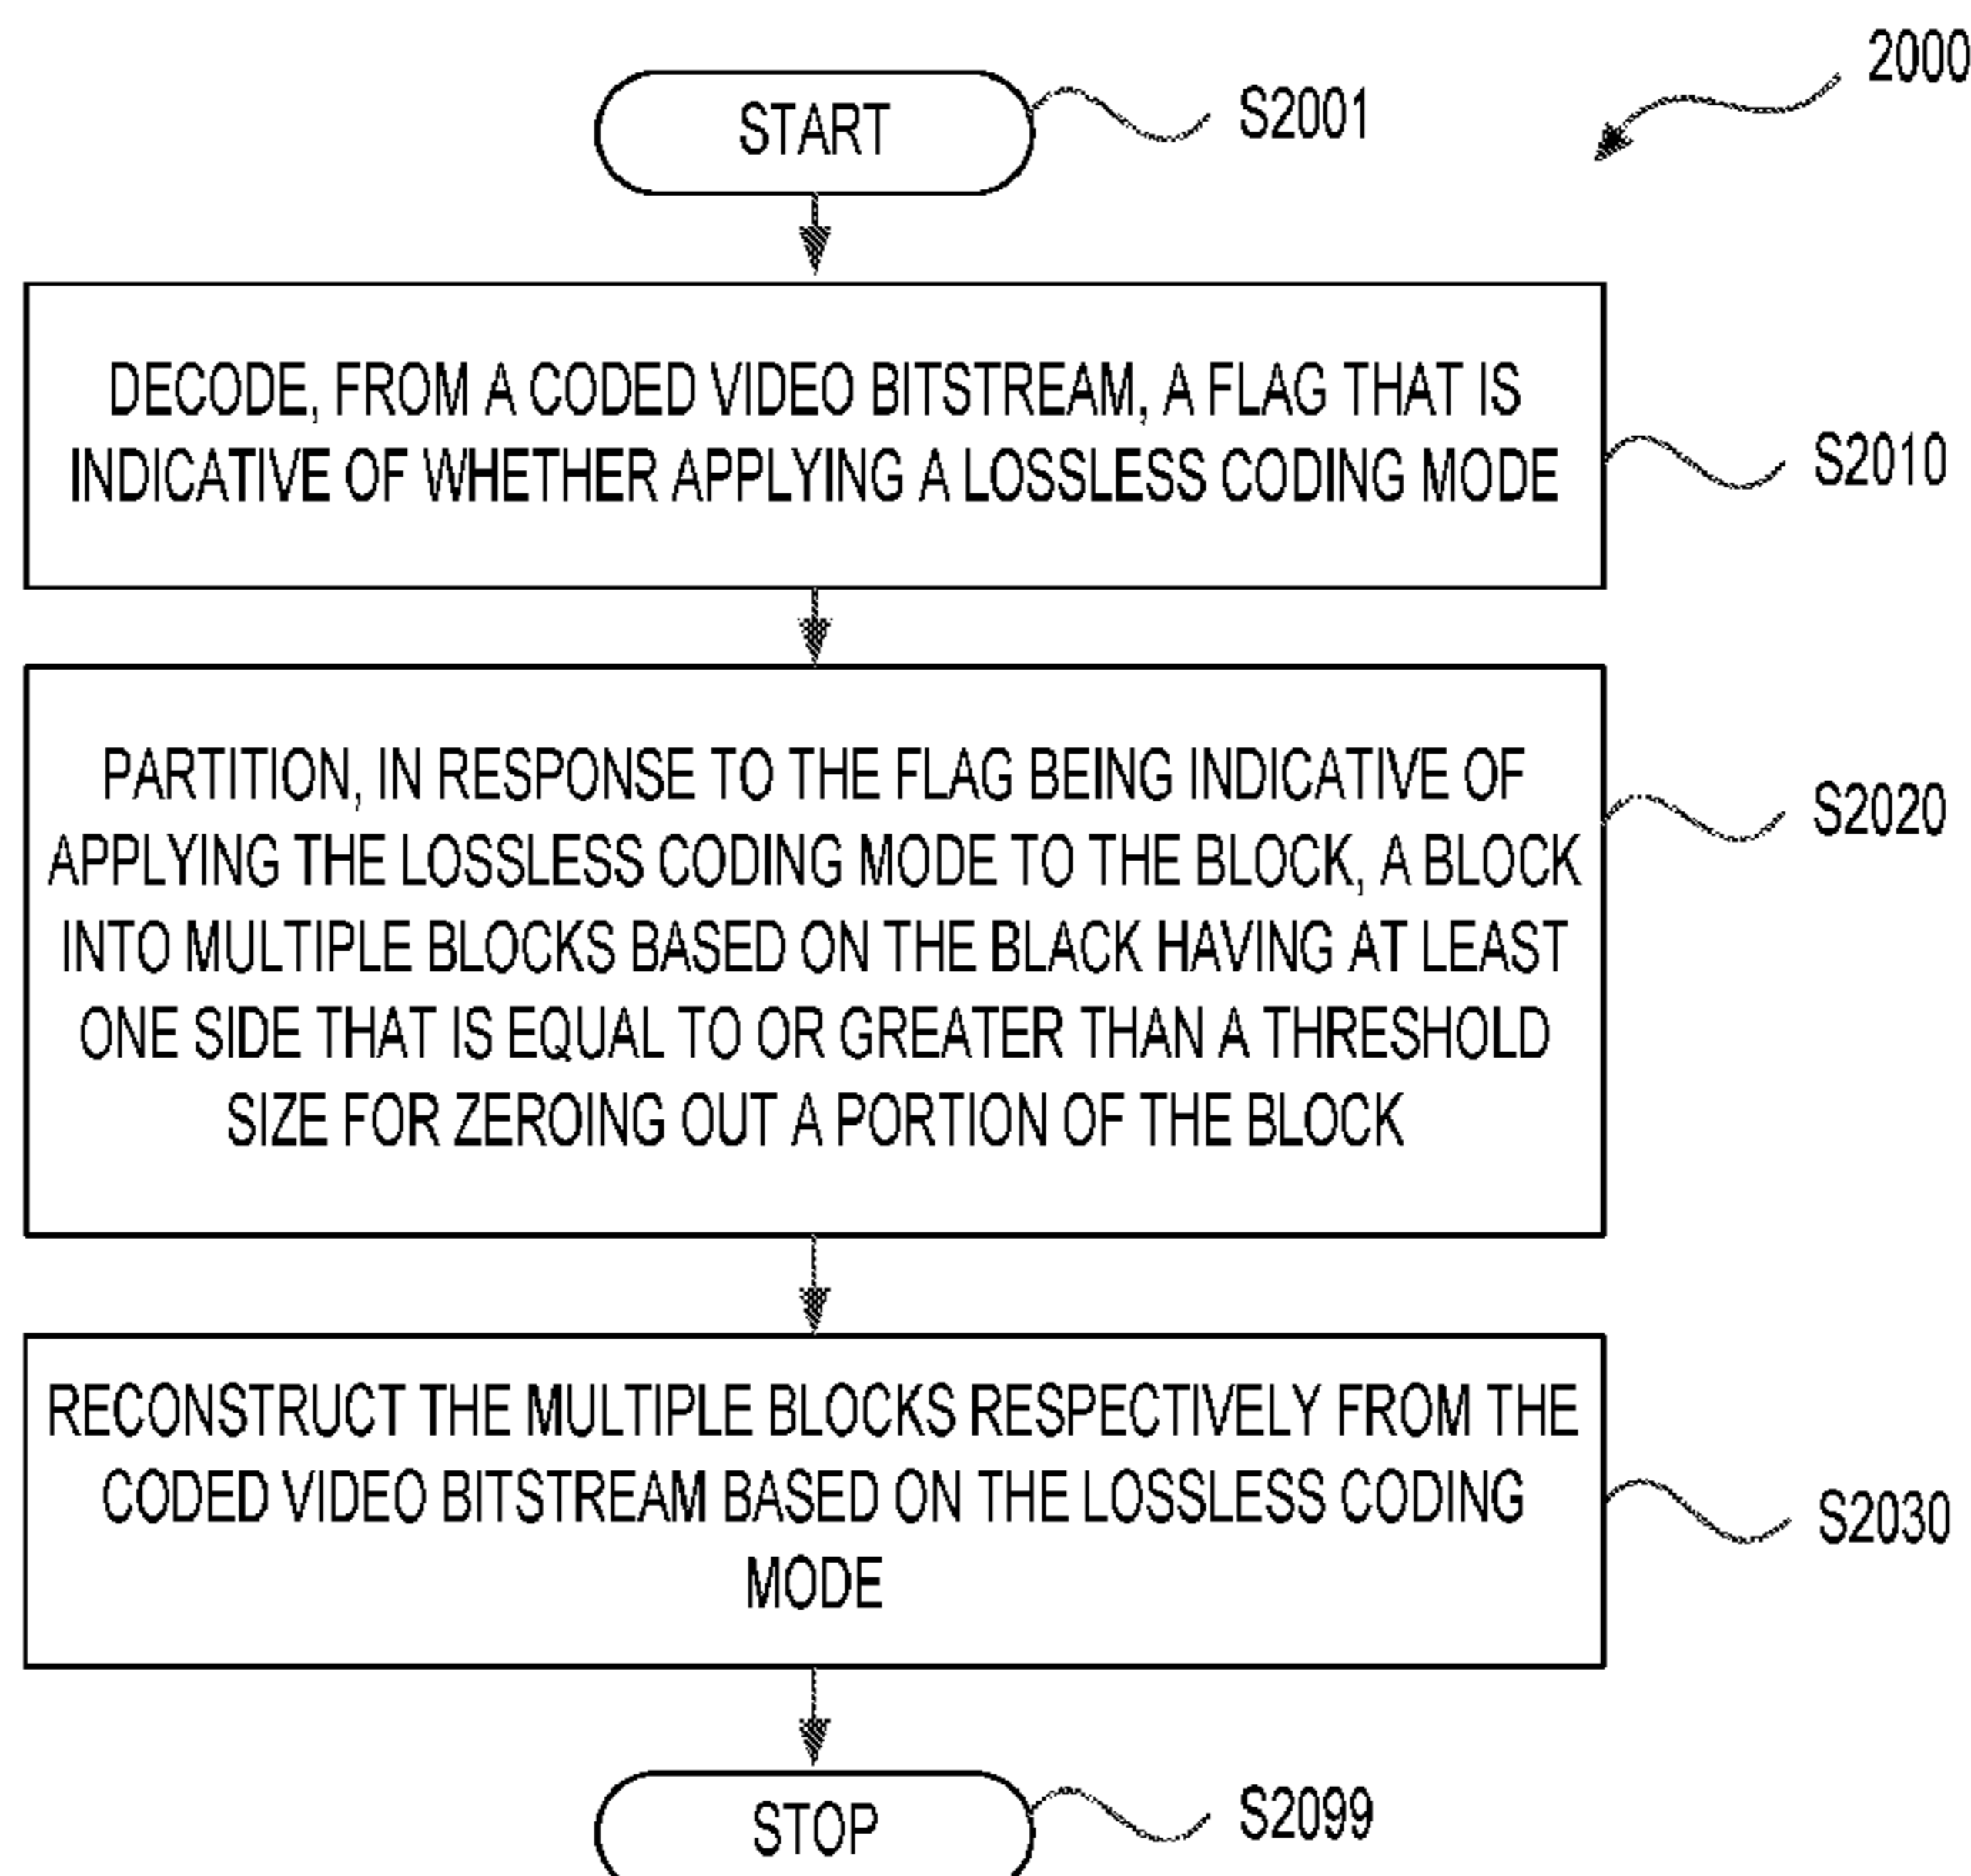 2000
START
S2001
DECODE, FROM A CODED VIDEO BITSTREAM, A FLAG THAT IS
INDICATIVE OF WHETHER APPLYING A LOSSLESS CODING MODE
S2010
PARTITION, IN RESPONSE TO THE FLAG BEING INDICATIVE OF
APPLYING THE LOSSLESS CODING MODE TO THE BLOCK, A BLOCK
INTO MULTIPLE BLOCKS BASED ON THE BLACK HAVING AT LEAST
ONE SIDE THAT IS EQUAL TO OR GREATER THAN A THRESHOLD
SIZE FOR ZEROING OUT A PORTION OF THE BLOCK
S2020
RECONSTRUCT THE MULTIPLE BLOCKS RESPECTIVELY FROM THE
CODED VIDEO BITSTREAM BASED ON THE LOSSLESS CODING
MODE
S2030
STOP
S2099